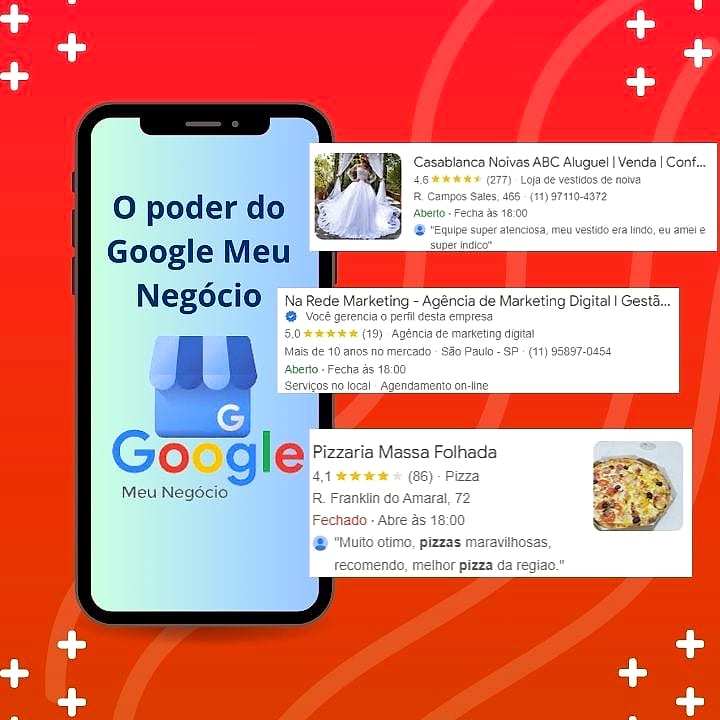 O poder do
Google Meu
Negócio
G
Google
Meu Negócio
Casablanca Noivas ABC Aluguel | Venda | Conf...
4,6 (277) · Loja de vestidos de noiva
R. Campos Sales, 466 · (11) 97110-4372
Aberto · Fecha às 18:00
"Equipe super atenciosa, meu vestido era lindo, eu amei e
super indico"
Na Rede Marketing - Agência de Marketing Digital I Gestã...
Você gerencia o perfil desta empresa
5,0 (19) · Agência de marketing digital
Mais de 10 anos no mercado · São Paulo - SP · (11) 95897-0454
Aberto · Fecha às 18:00
Serviços no local · Agendamento on-line
Pizzaria Massa Folhada
4,1 (86) · Pizza
R. Franklin do Amaral, 72
Fechado · Abre às 18:00
"Muito otimo, pizzas maravilhosas,
recomendo, melhor pizza da regiao."